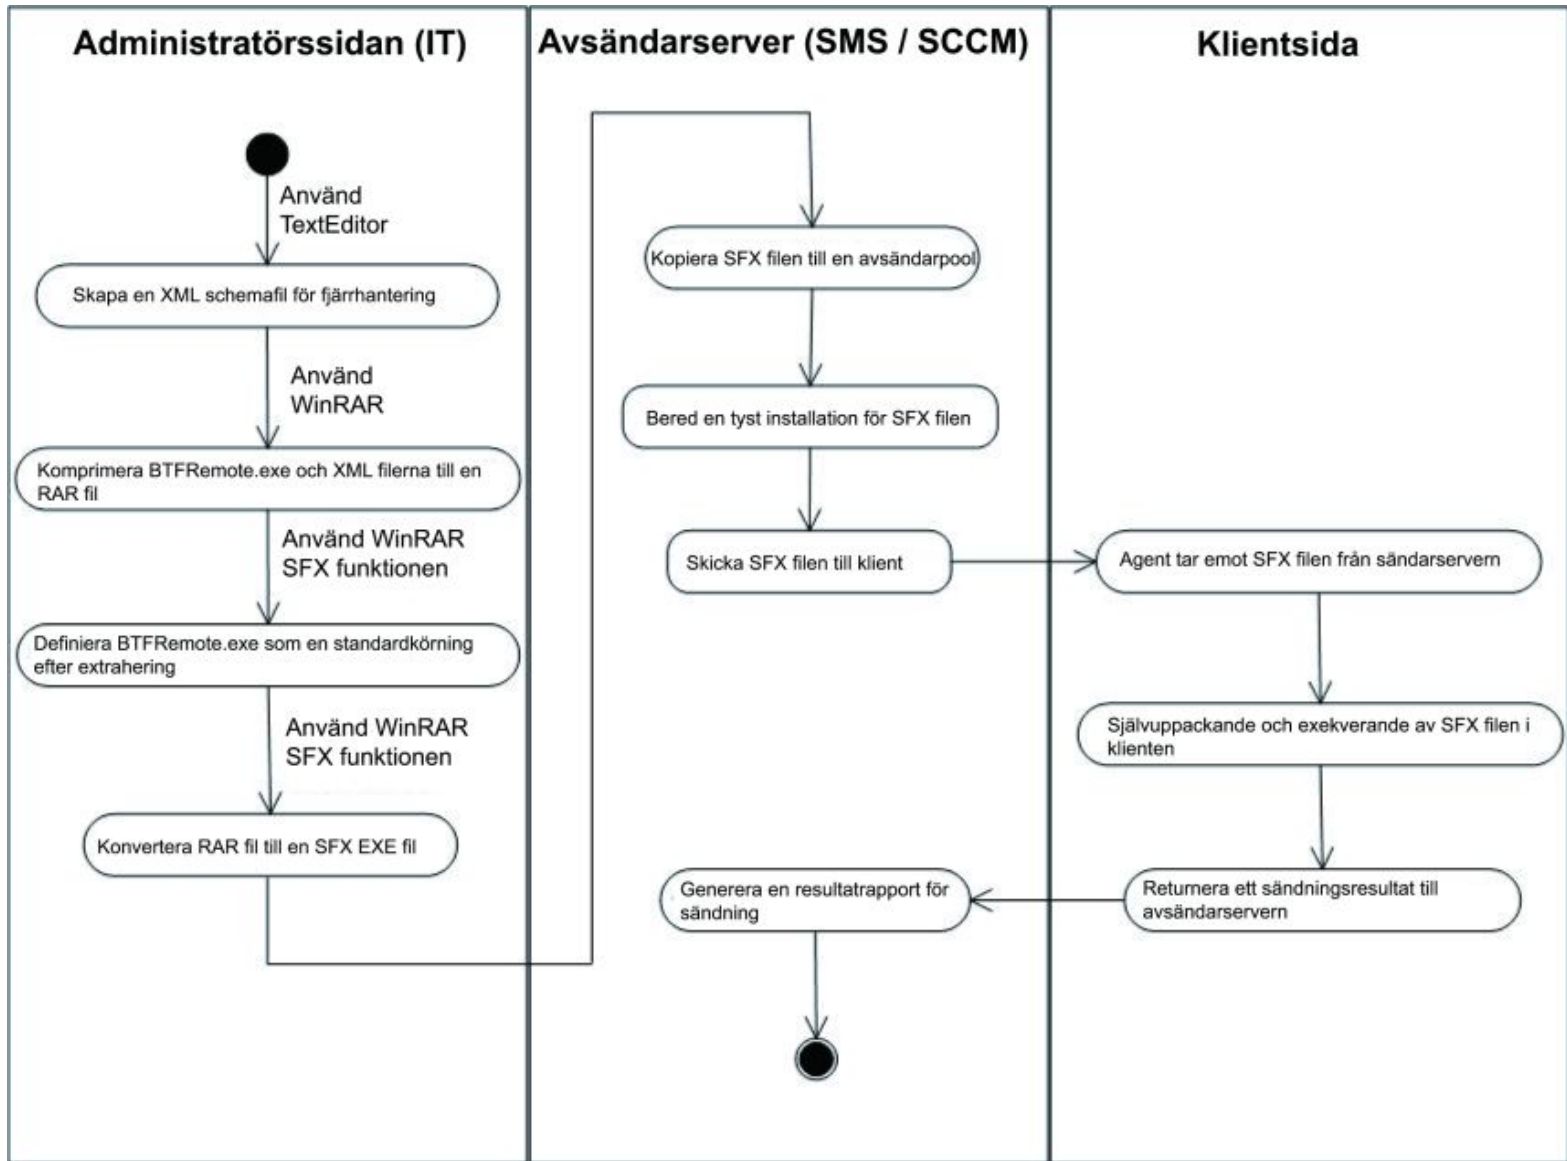 Administratörssidan (IT)
Använd
TextEditor
Skapa en XML schemafil för fjärrhantering
Använd
WinRAR
Komprimera BTFRemote.exe och XML filerna till en
RAR fil
Använd WinRAR
SFX funktionen
Definiera BTFRemote.exe som en standardkörning
efter extrahering
Använd WinRAR
SFX funktionen
Konvertera RAR fil till en SFX EXE fil
Avsändarserver (SMS / SCCM)
Kopiera SFX filen till en avsändarpool
Bered en tyst installation för SFX filen
Skicka SFX filen till klient
Generera en resultatrapport för
sändning
Klientsida
Agent tar emot SFX filen från sändarservern
Självuppackande och exekverande av SFX filen i
klienten
Returnera ett sändningsresultat till
avsändarservern